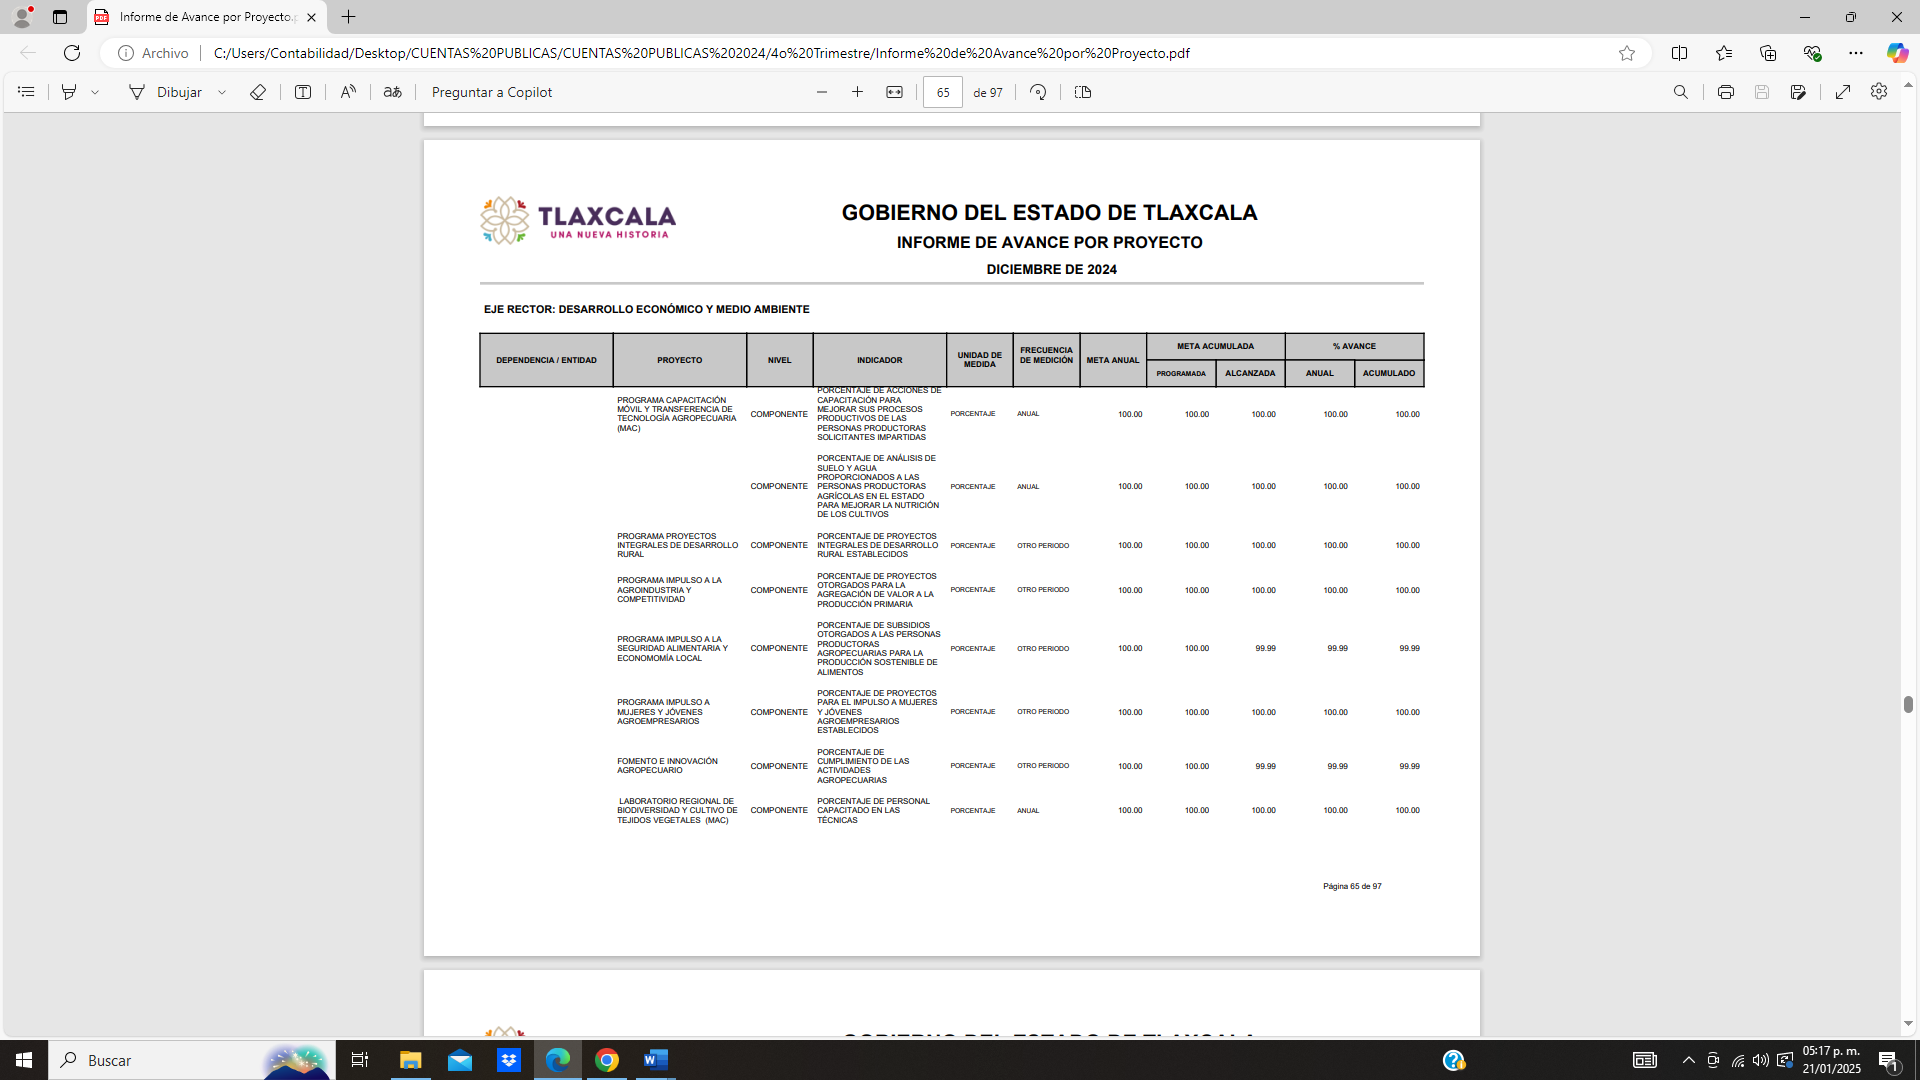 Informe de Avance por Proyecto.p
Archivo
C:/Users/Contabilidad/Desktop/CUENTAS%20PUBLICAS/CUENTAS%20PUBLICAS%202024/4o%20Trimestre/Informe%20de%20Avance%20por%20Proyecto.pdf
Dibujar
aあ
Preguntar a Copilot
65 de 97
TLAXCALA
UNA NUEVA HISTORIA
GOBIERNO DEL ESTADO DE TLAXCALA
INFORME DE AVANCE POR PROYECTO
DICIEMBRE DE 2024
EJE RECTOR: DESARROLLO ECONÓMICO Y MEDIO AMBIENTE
DEPENDENCIA / ENTIDAD
PROYECTO
NIVEL
INDICADOR
UNIDAD DE
MEDIDA
FRECUENCIA
DE MEDICIÓN
META ANUAL
META ACUMULADA
PROGRAMADA
ALCANZADA
% AVANCE
ANUAL
ACUMULADO
PROGRAMA CAPACITACIÓN
MÓVIL Y TRANSFERENCIA DE
TECNOLOGÍA AGROPECUARIA
(MAC)
COMPONENTE
PORCENTAJE DE ACCIONES DE
CAPACITACIÓN PARA
MEJORAR SUS PROCESOS
PRODUCTIVOS DE LAS
PERSONAS PRODUCTORAS
SOLICITANTES IMPARTIDAS
PORCENTAJE
ANUAL
100.00 100.00 100.00 100.00 100.00
COMPONENTE
PORCENTAJE DE ANÁLISIS DE
SUELO Y AGUA
PROPORCIONADOS A LAS
PERSONAS PRODUCTORAS
AGRÍCOLAS EN EL ESTADO
PARA MEJORAR LA NUTRICIÓN
DE LOS CULTIVOS
PORCENTAJE
ANUAL
100.00 100.00 100.00 100.00 100.00
PROGRAMA PROYECTOS
INTEGRALES DE DESARROLLO
RURAL
COMPONENTE
PORCENTAJE DE PROYECTOS
INTEGRALES DE DESARROLLO
RURAL ESTABLECIDOS
PORCENTAJE
OTRO PERIODO
100.00 100.00 100.00 100.00 100.00
PROGRAMA IMPULSO A LA
AGROINDUSTRIA Y
COMPETITIVIDAD
COMPONENTE
PORCENTAJE DE PROYECTOS
OTORGADOS PARA LA
AGREGACIÓN DE VALOR A LA
PRODUCCIÓN PRIMARIA
PORCENTAJE
OTRO PERIODO
100.00 100.00 100.00 100.00 100.00
PROGRAMA IMPULSO A LA
SEGURIDAD ALIMENTARIA Y
ECONOMOMÍA LOCAL
COMPONENTE
PORCENTAJE DE SUBSIDIOS
OTORGADOS A LAS PERSONAS
PRODUCTORAS
AGROPECUARIAS PARA LA
PRODUCCIÓN SOSTENIBLE DE
ALIMENTOS
PORCENTAJE
OTRO PERIODO
100.00 100.00 99.99 99.99 99.99
PROGRAMA IMPULSO A
MUJERES Y JÓVENES
AGROEMPRESARIOS
COMPONENTE
PORCENTAJE DE PROYECTOS
PARA EL IMPULSO A MUJERES
Y JÓVENES
AGROEMPRESARIOS
ESTABLECIDOS
PORCENTAJE
OTRO PERIODO
100.00 100.00 100.00 100.00 100.00
FOMENTO E INNOVACIÓN
AGROPECUARIO
COMPONENTE
PORCENTAJE DE
CUMPLIMIENTO DE LAS
ACTIVIDADES
AGROPECUARIAS
PORCENTAJE
OTRO PERIODO
100.00 100.00 99.99 99.99 99.99
LABORATORIO REGIONAL DE
BIODIVERSIDAD Y CULTIVO DE
TEJIDOS VEGETALES (MAC)
COMPONENTE
PORCENTAJE DE PERSONAL
CAPACITADO EN LAS
TÉCNICAS
PORCENTAJE
ANUAL
100.00 100.00 100.00 100.00 100.00
Página 65 de 97
GOBIERNO DEL ESTADO DE TLAXCALA
Buscar
05:17 p. m.
21/01/2025
1